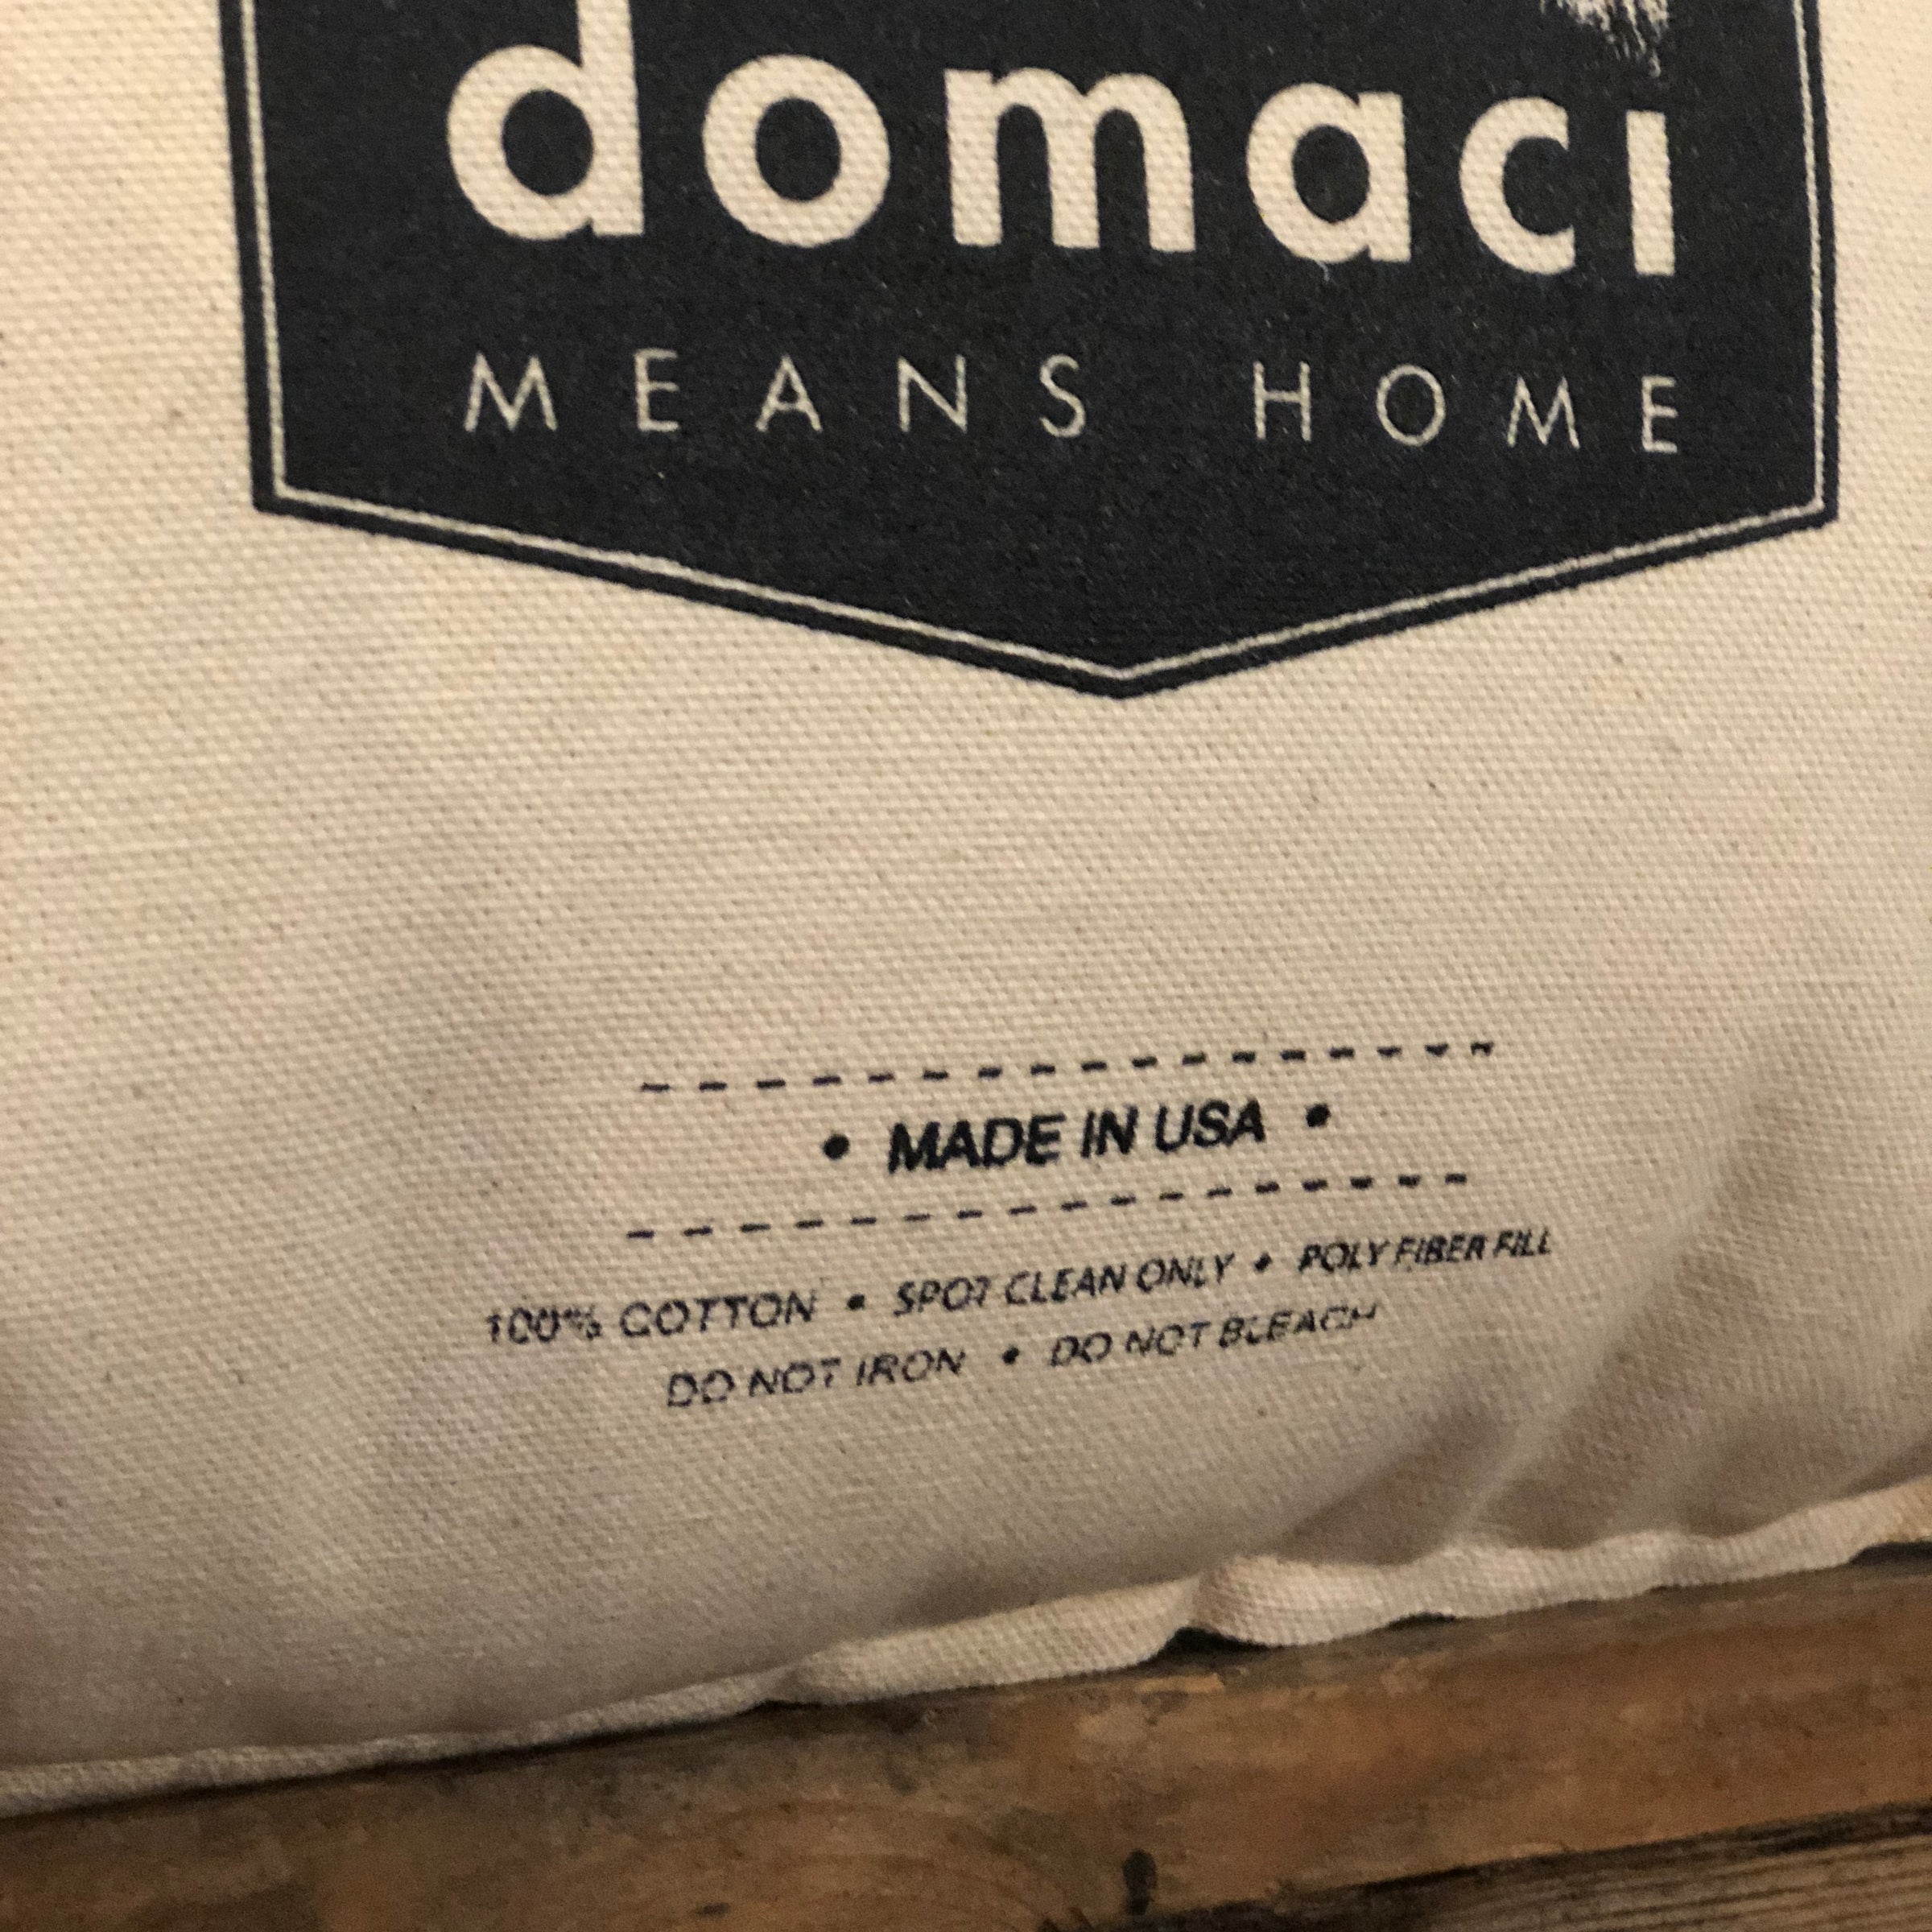 domaci
MEANS HOME
• MADE IN USA •
100% COTTON • SPOT CLEAN ONLY • POLY FIBER FILL
DO NOT IRON • DO NOT BLEACH